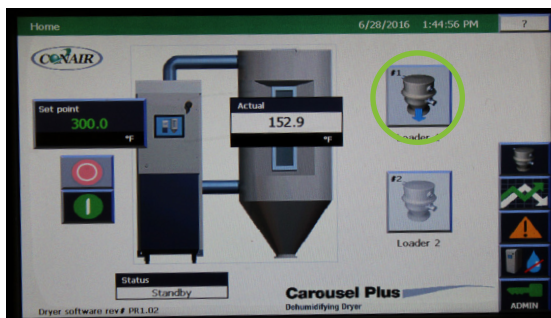 Home 6/28/2016 1:44:56 PM ?
CONAIR
Set point
300.0
°F
Actual
152.9
°F
#1
Loader
#2
Loader 2
Status
Standby
Carousel Plus
Dehumidifying Dryer
Dryer software rev# PR1.02
ADMIN